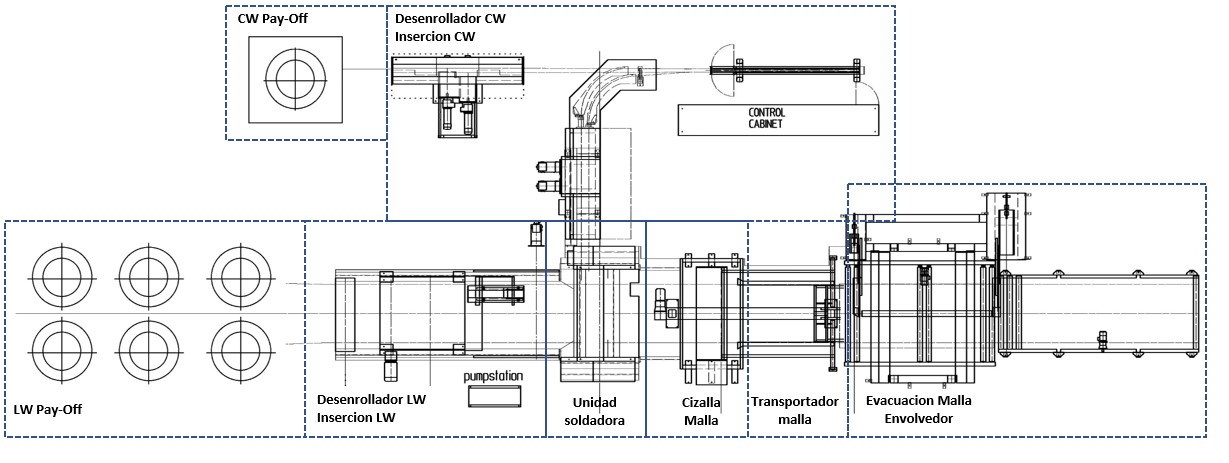 CW Pay-Off
Desenrollador CW
Insercion CW
CONTROL
CABINET
LW Pay-Off
pumpstation
Desenrollador LW
Insercion LW
Unidad
soldadora
Cizalla
Malla
Transportador
malla
Evacuacion Malla
Envolvedor